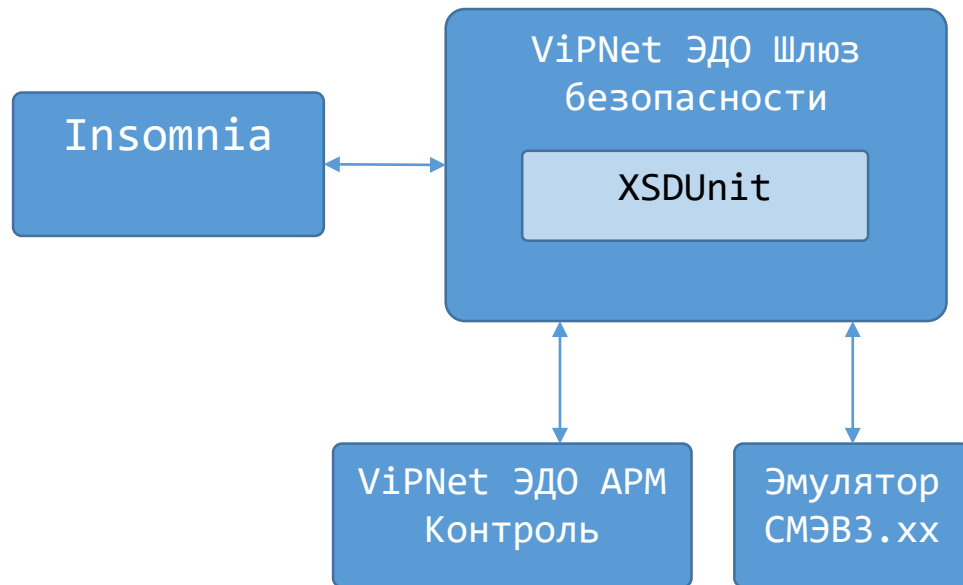 ViPNet ЭДО Шлюз
безопасности
Insomnia
XSDUnit
ViPNet ЭДО АРМ
Контроль
Эмулятор
СМЭВ3.xx